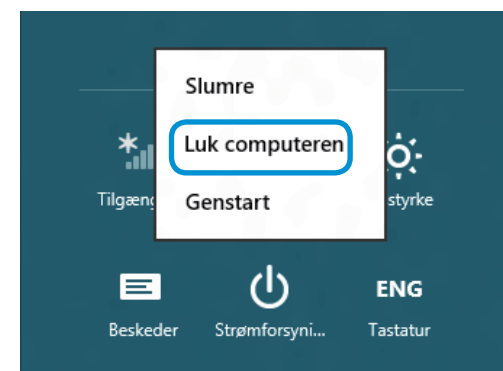 Slumre
Luk computeren
Genstart
Tilgæng
styrke
ENG
Beskeder
Strømforsyni...
Tastatur